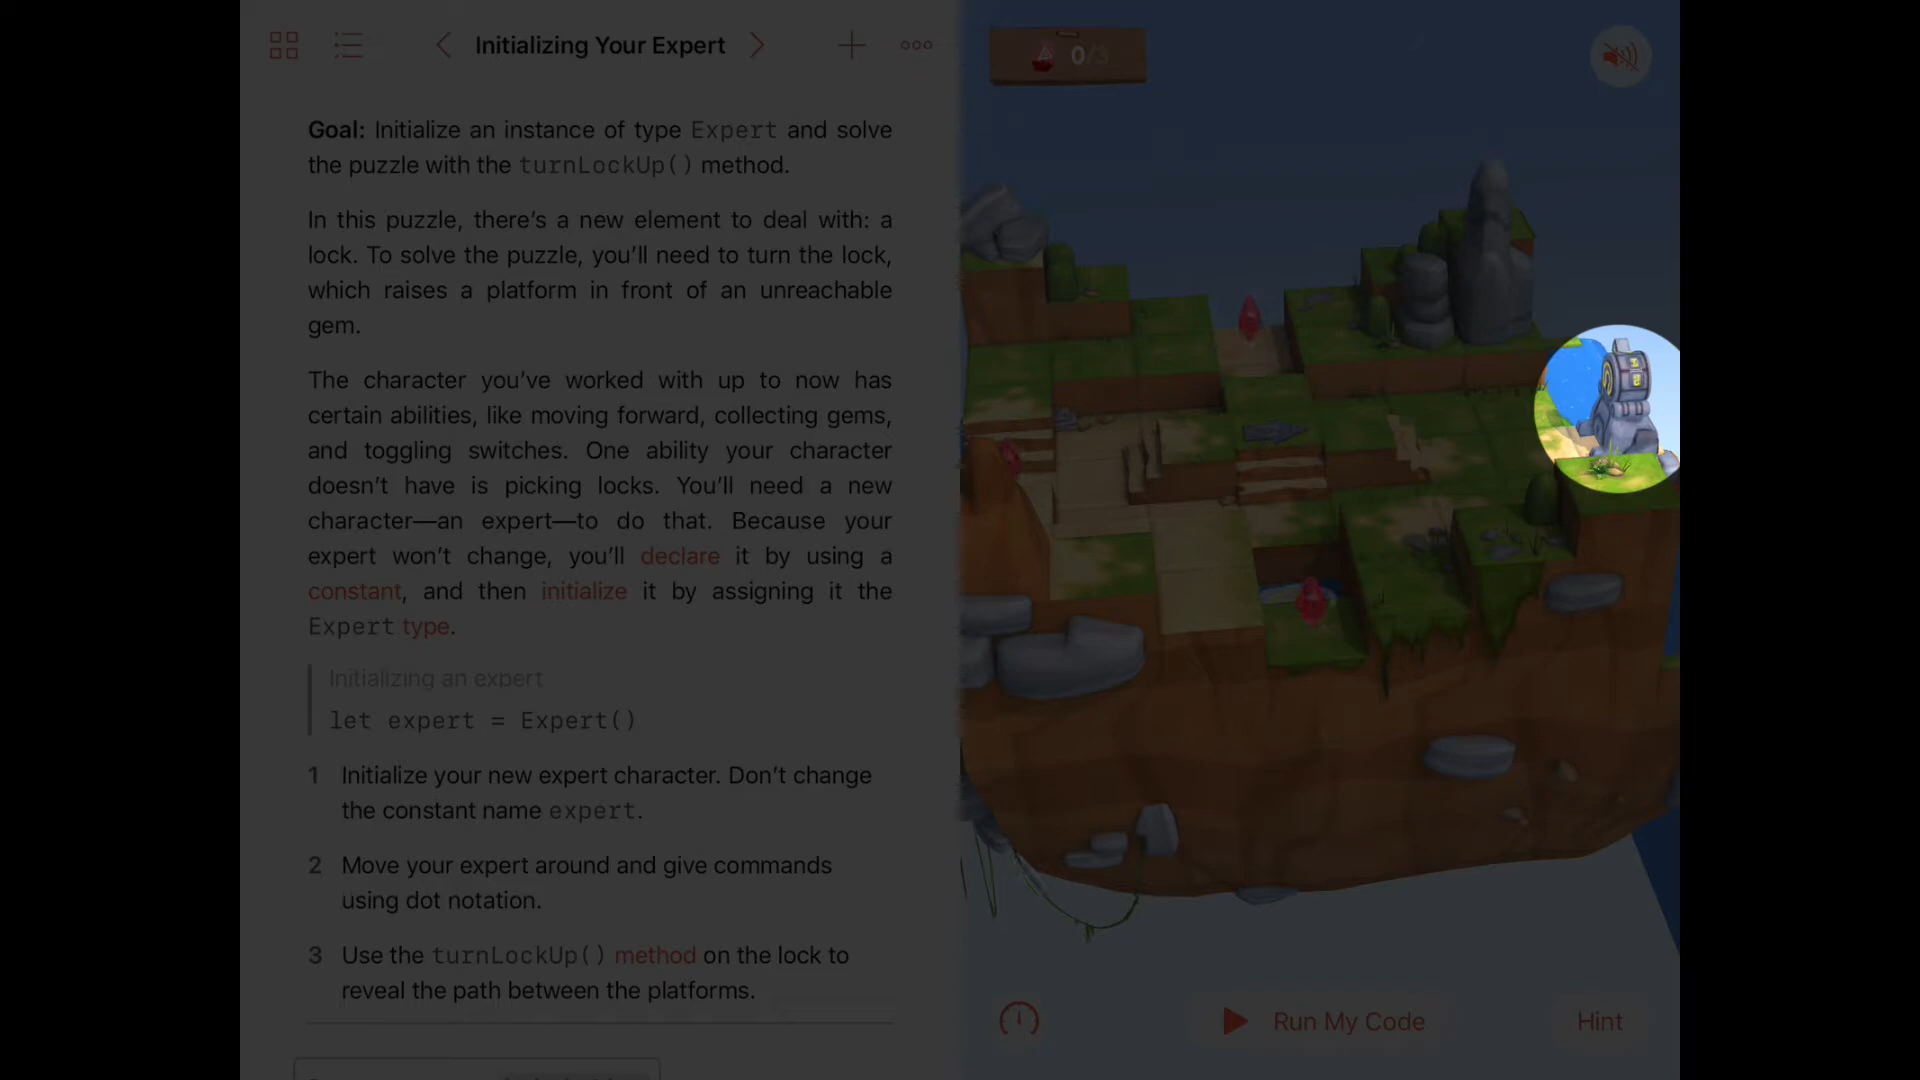 Initializing Your Expert
0/3
Goal: Initialize an instance of type Expert and solve
the puzzle with the turnLockUp() method.
In this puzzle, there’s a new element to deal with: a
lock. To solve the puzzle, you’ll need to turn the lock,
which raises a platform in front of an unreachable
gem.
The character you’ve worked with up to now has
certain abilities, like moving forward, collecting gems,
and toggling switches. One ability your character
doesn’t have is picking locks. You’ll need a new
character—an expert—to do that. Because your
expert won’t change, you’ll declare it by using a
constant, and then initialize it by assigning it the
Expert type.
Initializing an expert
let expert = Expert()
1 Initialize your new expert character. Don’t change
the constant name expert.
2 Move your expert around and give commands
using dot notation.
3 Use the turnLockUp() method on the lock to
reveal the path between the platforms.
Run My Code
Hint